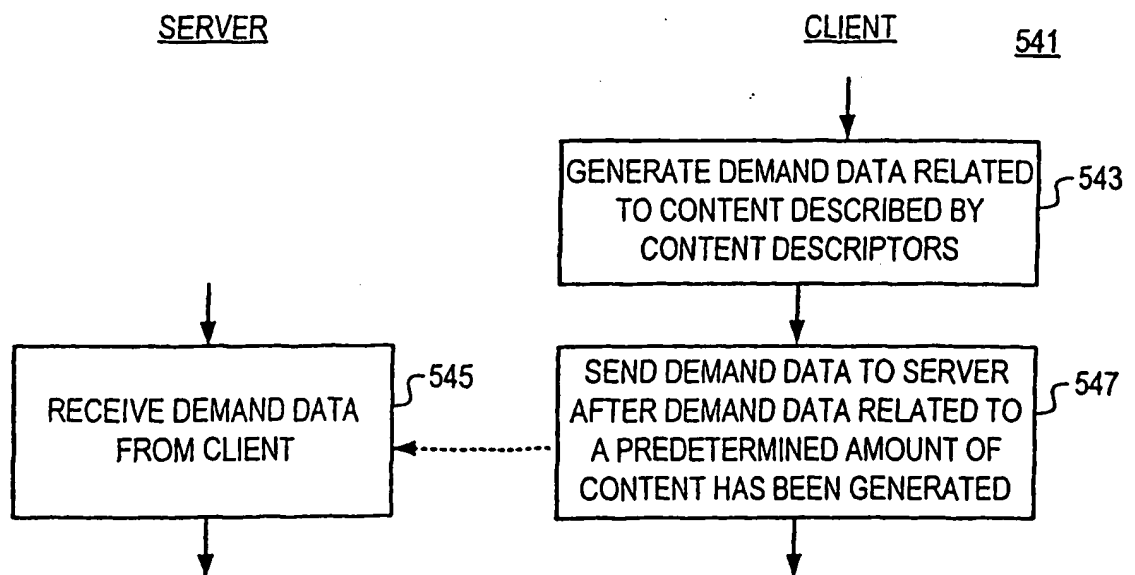 SERVER
CLIENT
541
GENERATE DEMAND DATA RELATED
TO CONTENT DESCRIBED BY
CONTENT DESCRIPTORS
543
RECEIVE DEMAND DATA
FROM CLIENT
545
SEND DEMAND DATA TO SERVER
AFTER DEMAND DATA RELATED TO
A PREDETERMINED AMOUNT OF
CONTENT HAS BEEN GENERATED
547